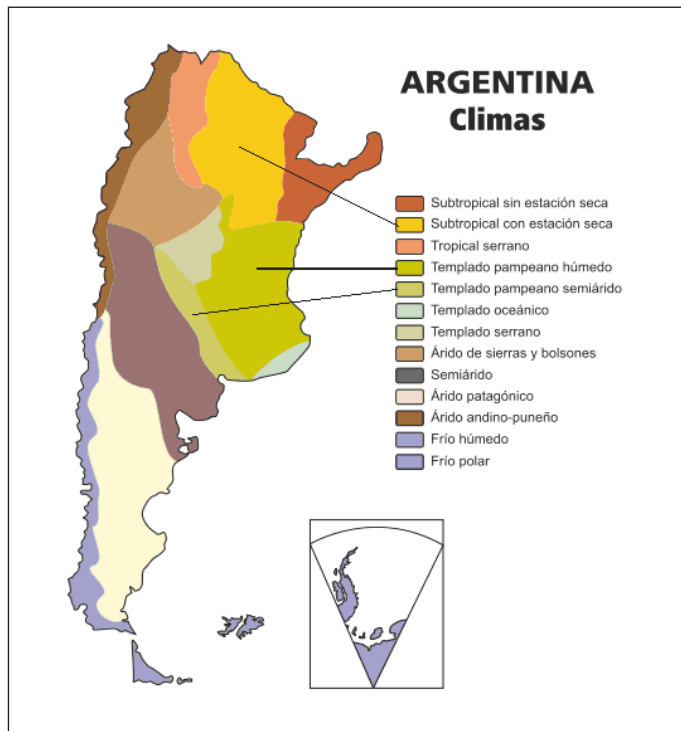 ARGENTINA
Climas
Subtropical sin estación seca
Subtropical con estación seca
Tropical serrano
Templado pampeano húmedo
Templado pampeano semiárido
Templado oceánico
Templado serrano
Árido de sierras y bolsones
Semiárido
Árido patagónico
Árido andino-puneño
Frío húmedo
Frío polar